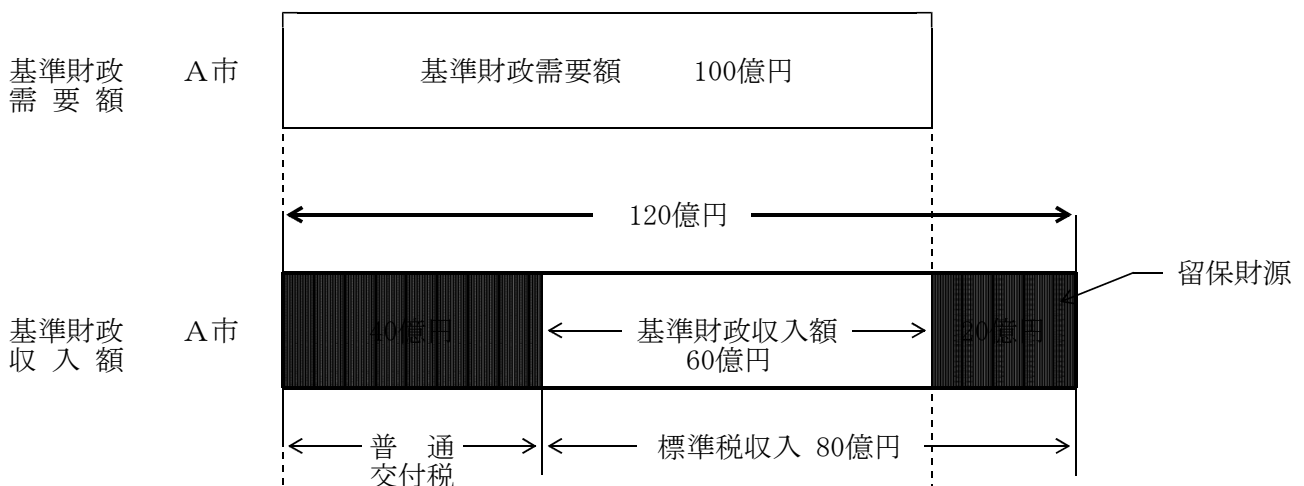 基準財政
需要額
A市
基準財政需要額 100億円
120億円
留保財源
基準財政
収入額
A市
40億円
基準財政収入額
60億円
20億円
普通
交付税
標準税収入 80億円